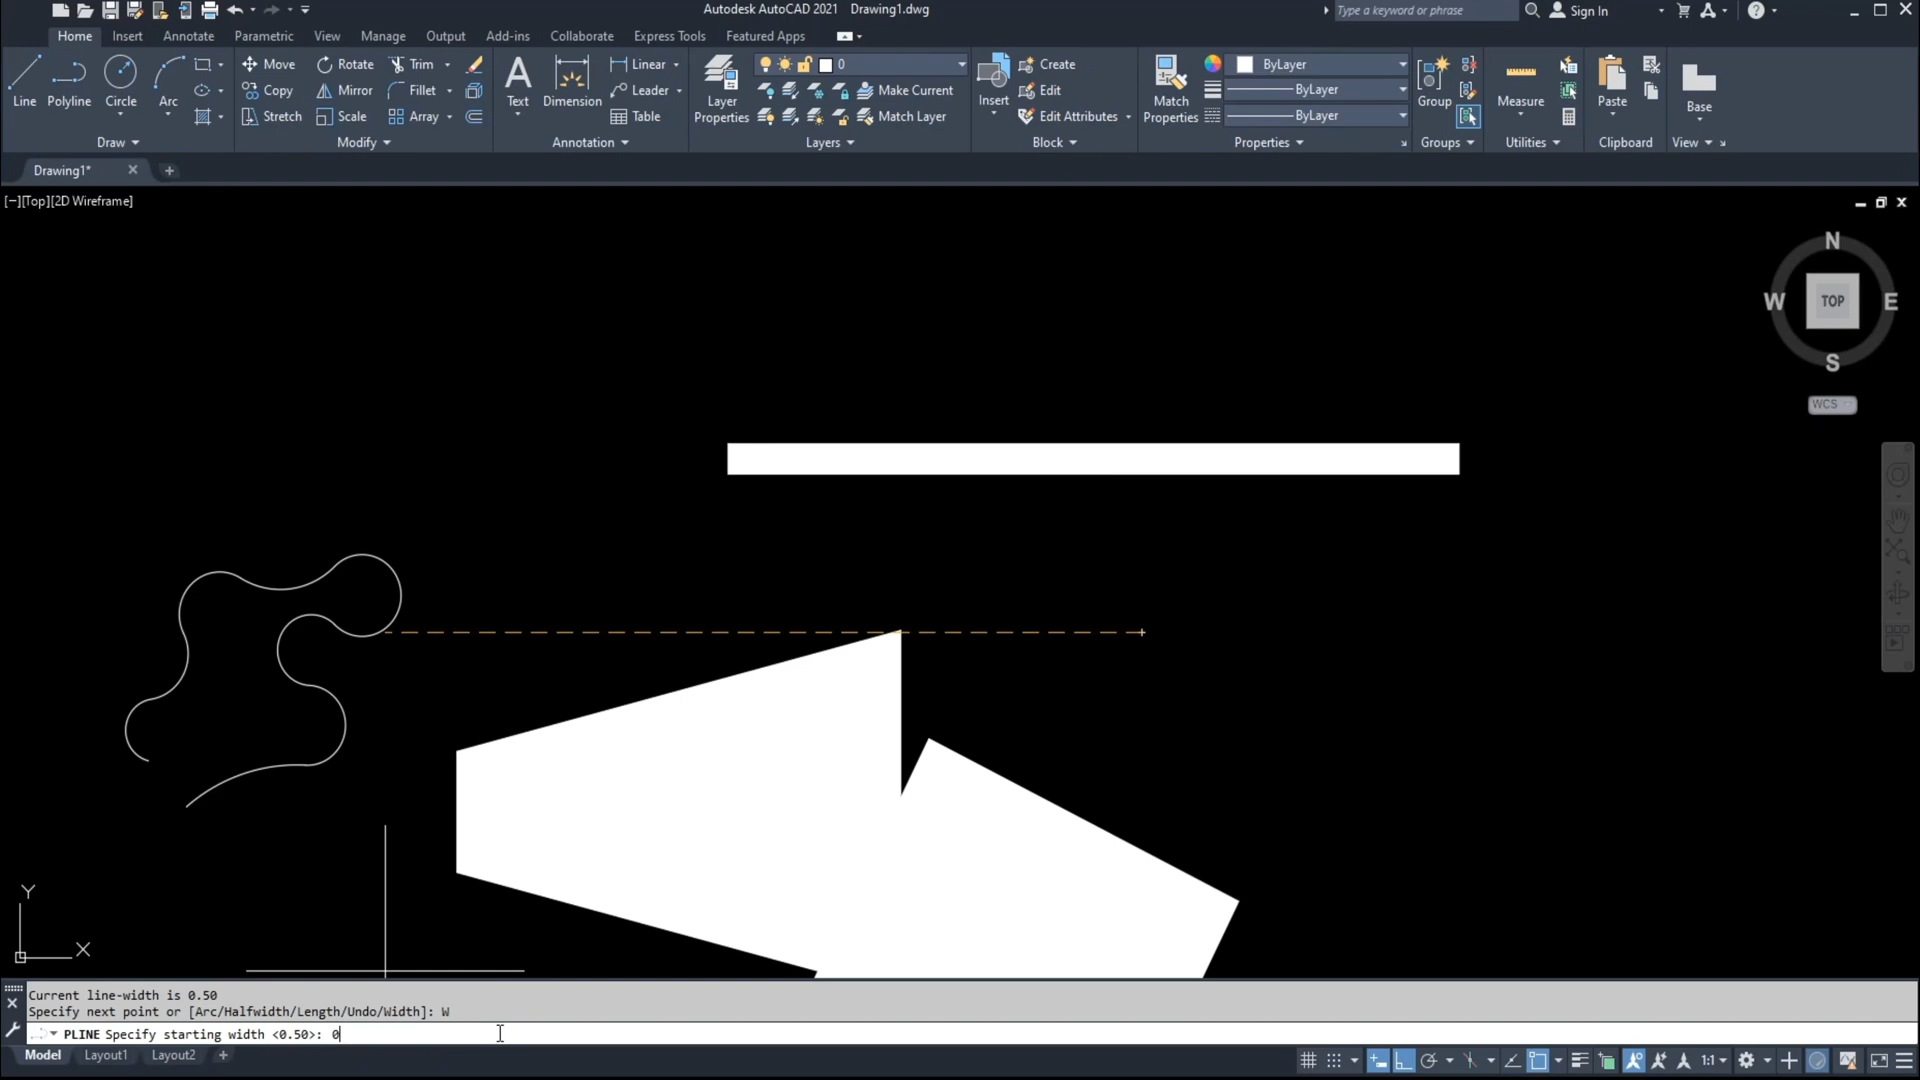 Autodesk AutoCAD 2021 Drawing1.dwg
Type a keyword or phrase
Sign In
Home Insert Annotate Parametric View Manage Output Add-ins Collaborate Express Tools Featured Apps
Line Polyline Circle Arc
Draw
Move Rotate Trim
Copy Mirror Fillet
Stretch Scale Array
Modify
Text Dimension
Linear
Leader
Table
Annotation
Layer Properties
0
Make Current
Match Layer
Layers
Insert
Create
Edit
Edit Attributes
Block
Match Properties
ByLayer
ByLayer
ByLayer
Properties
Group
Groups
Measure
Utilities
Paste
Clipboard
Base
View
Drawing1*
[−][Top][2D Wireframe]
N
W TOP E
S
WCS
Y
X
Current line-width is 0.50
Specify next point or [Arc/Halfwidth/Length/Undo/Width]: W
PLINE Specify starting width <0.50>: 0
Model Layout1 Layout2 +
1:1